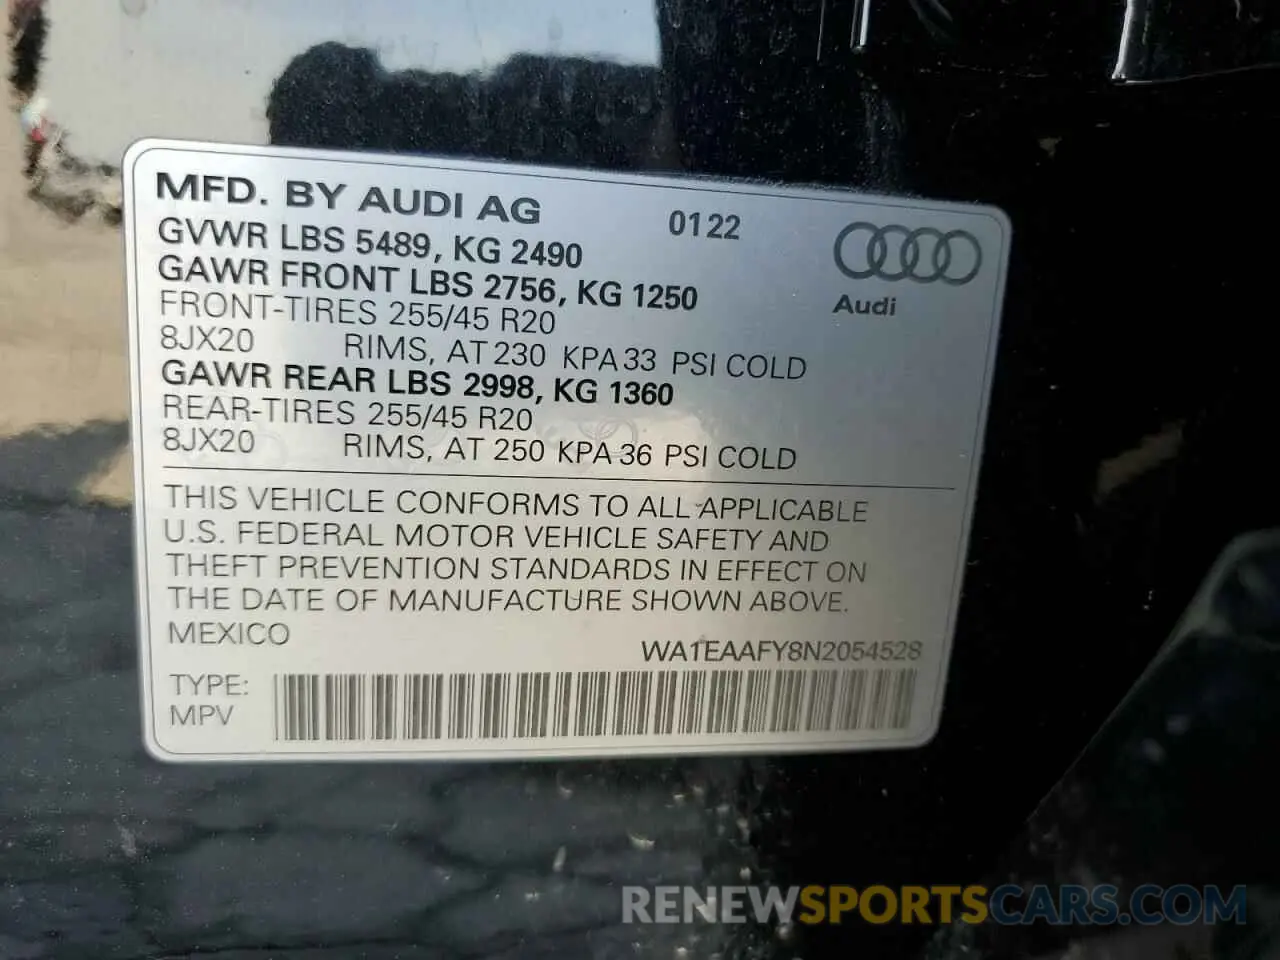 MFD. BY AUDI AG 0122
GVWR LBS 5489, KG 2490
GAWR FRONT LBS 2756, KG 1250
Audi
FRONT-TIRES 255/45 R20
8JX20 RIMS, AT 230 KPA 33 PSI COLD
GAWR REAR LBS 2998, KG 1360
REAR-TIRES 255/45 R20
8JX20 RIMS, AT 250 KPA 36 PSI COLD
THIS VEHICLE CONFORMS TO ALL APPLICABLE
U.S. FEDERAL MOTOR VEHICLE SAFETY AND
THEFT PREVENTION STANDARDS IN EFFECT ON
THE DATE OF MANUFACTURE SHOWN ABOVE.
MEXICO WA1EAAFY8N2054528
TYPE:
MPV
RENEWSPORTSCARS.COM